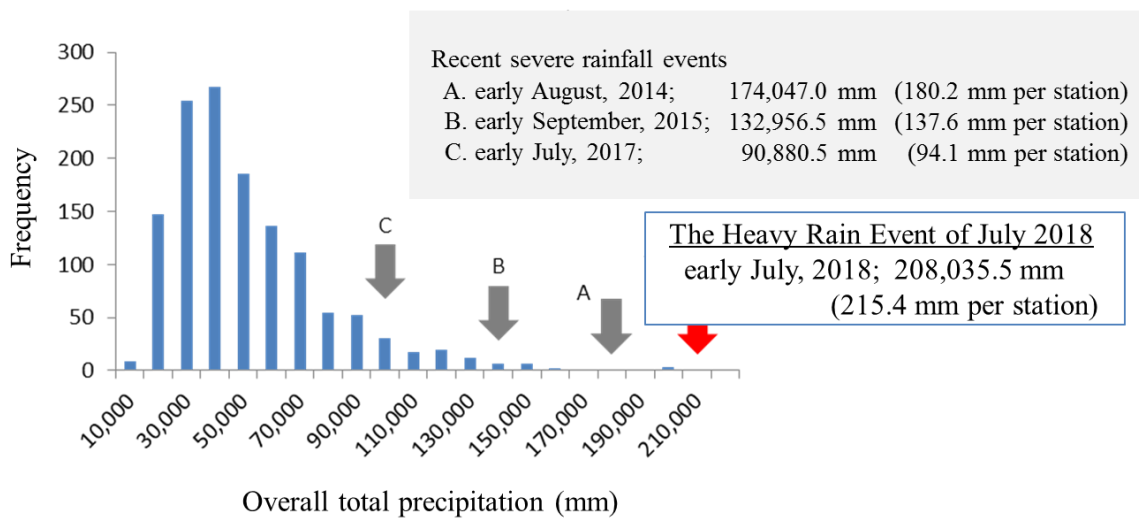 Recent severe rainfall events
A. early August, 2014; 174,047.0 mm (180.2 mm per station)
B. early September, 2015; 132,956.5 mm (137.6 mm per station)
C. early July, 2017; 90,880.5 mm (94.1 mm per station)
The Heavy Rain Event of July 2018
early July, 2018; 208,035.5 mm
(215.4 mm per station)
Frequency
300
250
200
150
100
50
0
C
B
A
10,000
30,000
50,000
70,000
90,000
110,000
130,000
150,000
170,000
190,000
210,000
Overall total precipitation (mm)